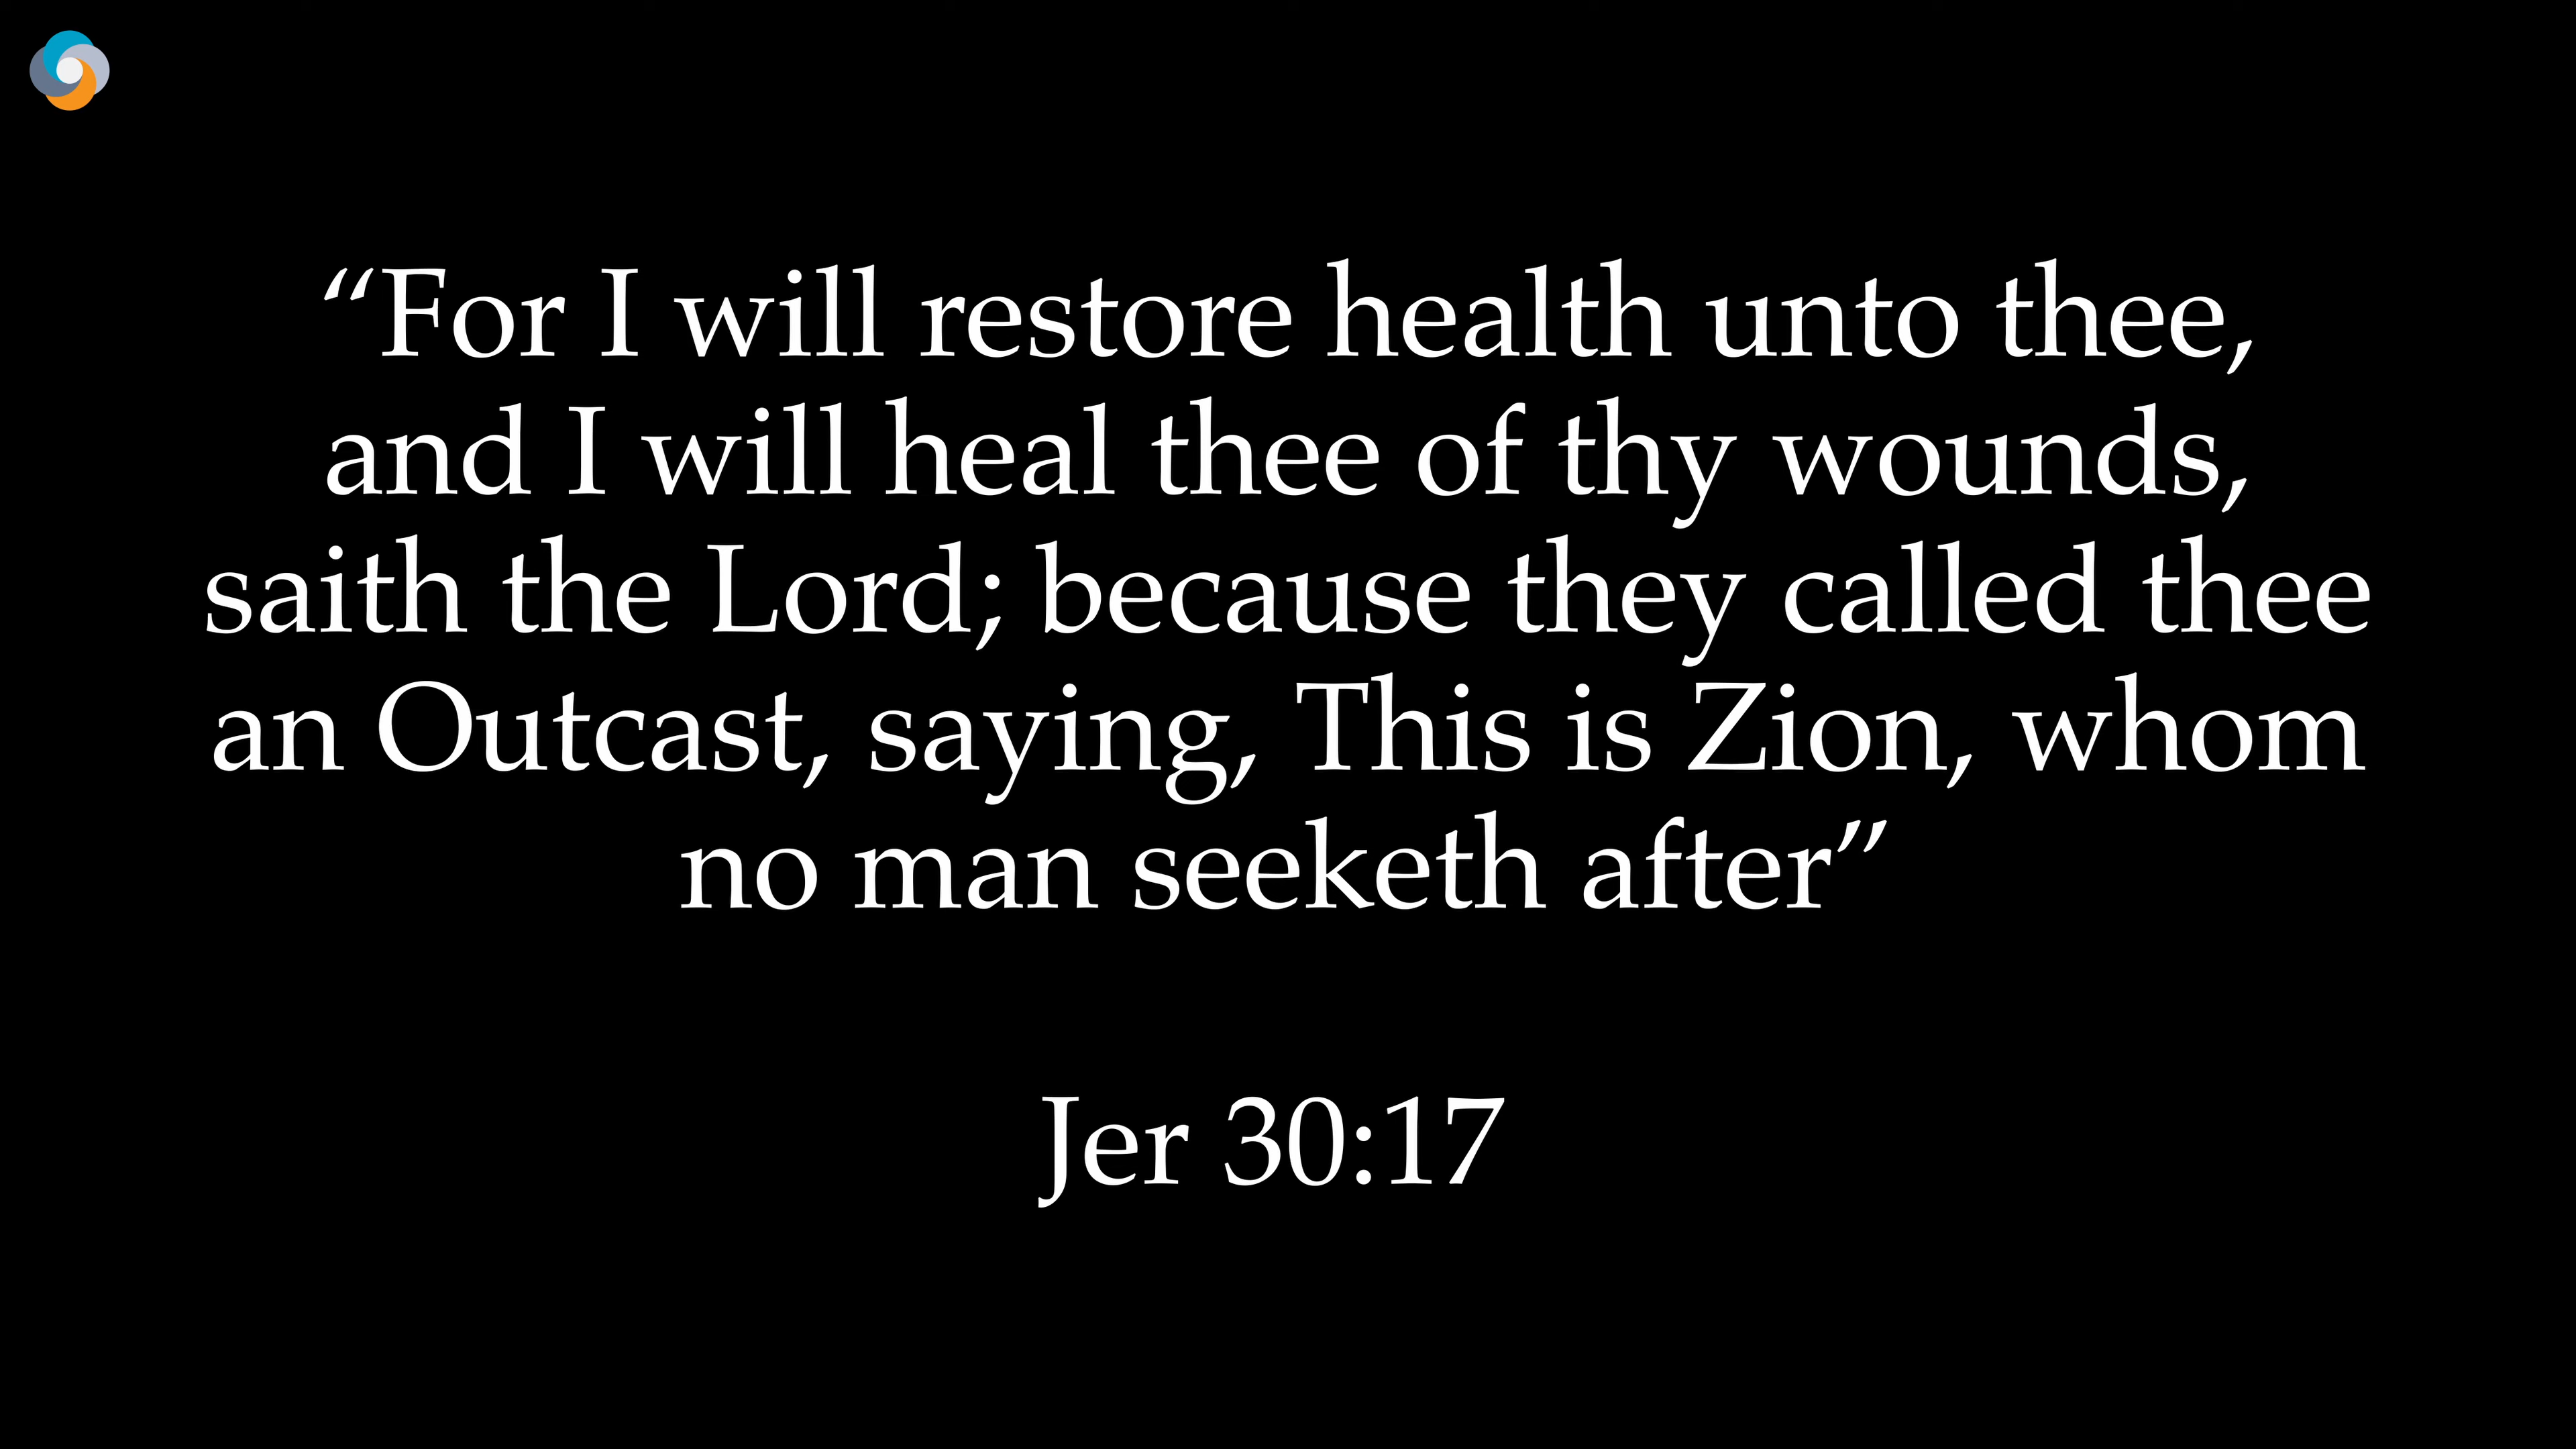 “For I will restore health unto thee,
and I will heal thee of thy wounds,
saith the Lord; because they called thee
an Outcast, saying, This is Zion, whom
no man seeketh after”
Jer 30:17